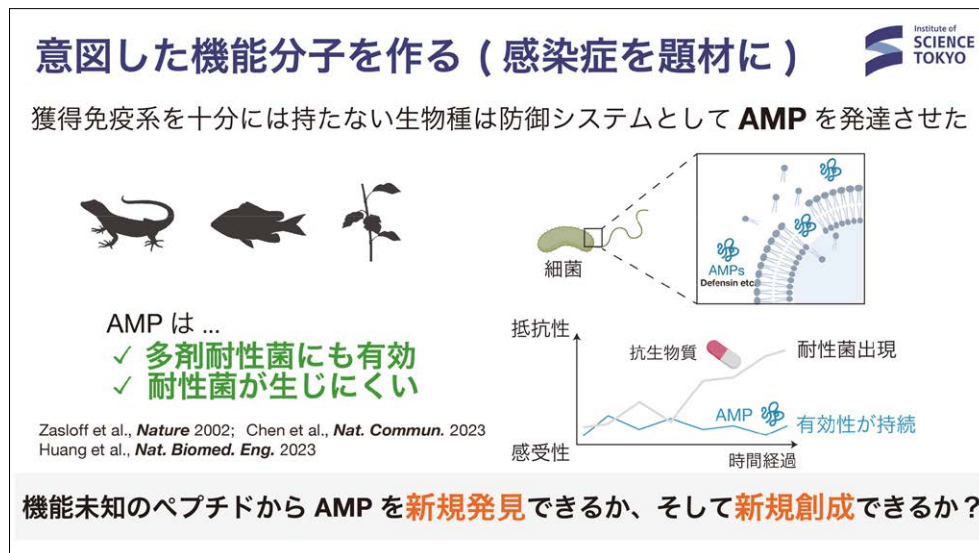 意図した機能分子を作る ( 感染症を題材に )
Institute of
SCIENCE
TOKYO
獲得免疫系を十分には持たない生物種は防御システムとして AMP を発達させた
細菌
AMPs
Defensin etc.
AMP は ...
✓ 多剤耐性菌にも有効
✓ 耐性菌が生じにくい
Zasloff et al., Nature 2002; Chen et al., Nat. Commun. 2023
Huang et al., Nat. Biomed. Eng. 2023
抵抗性
抗生物質
耐性菌出現
AMP
有効性が持続
感受性
時間経過
機能未知のペプチドから AMP を新規発見できるか、そして新規創成できるか?